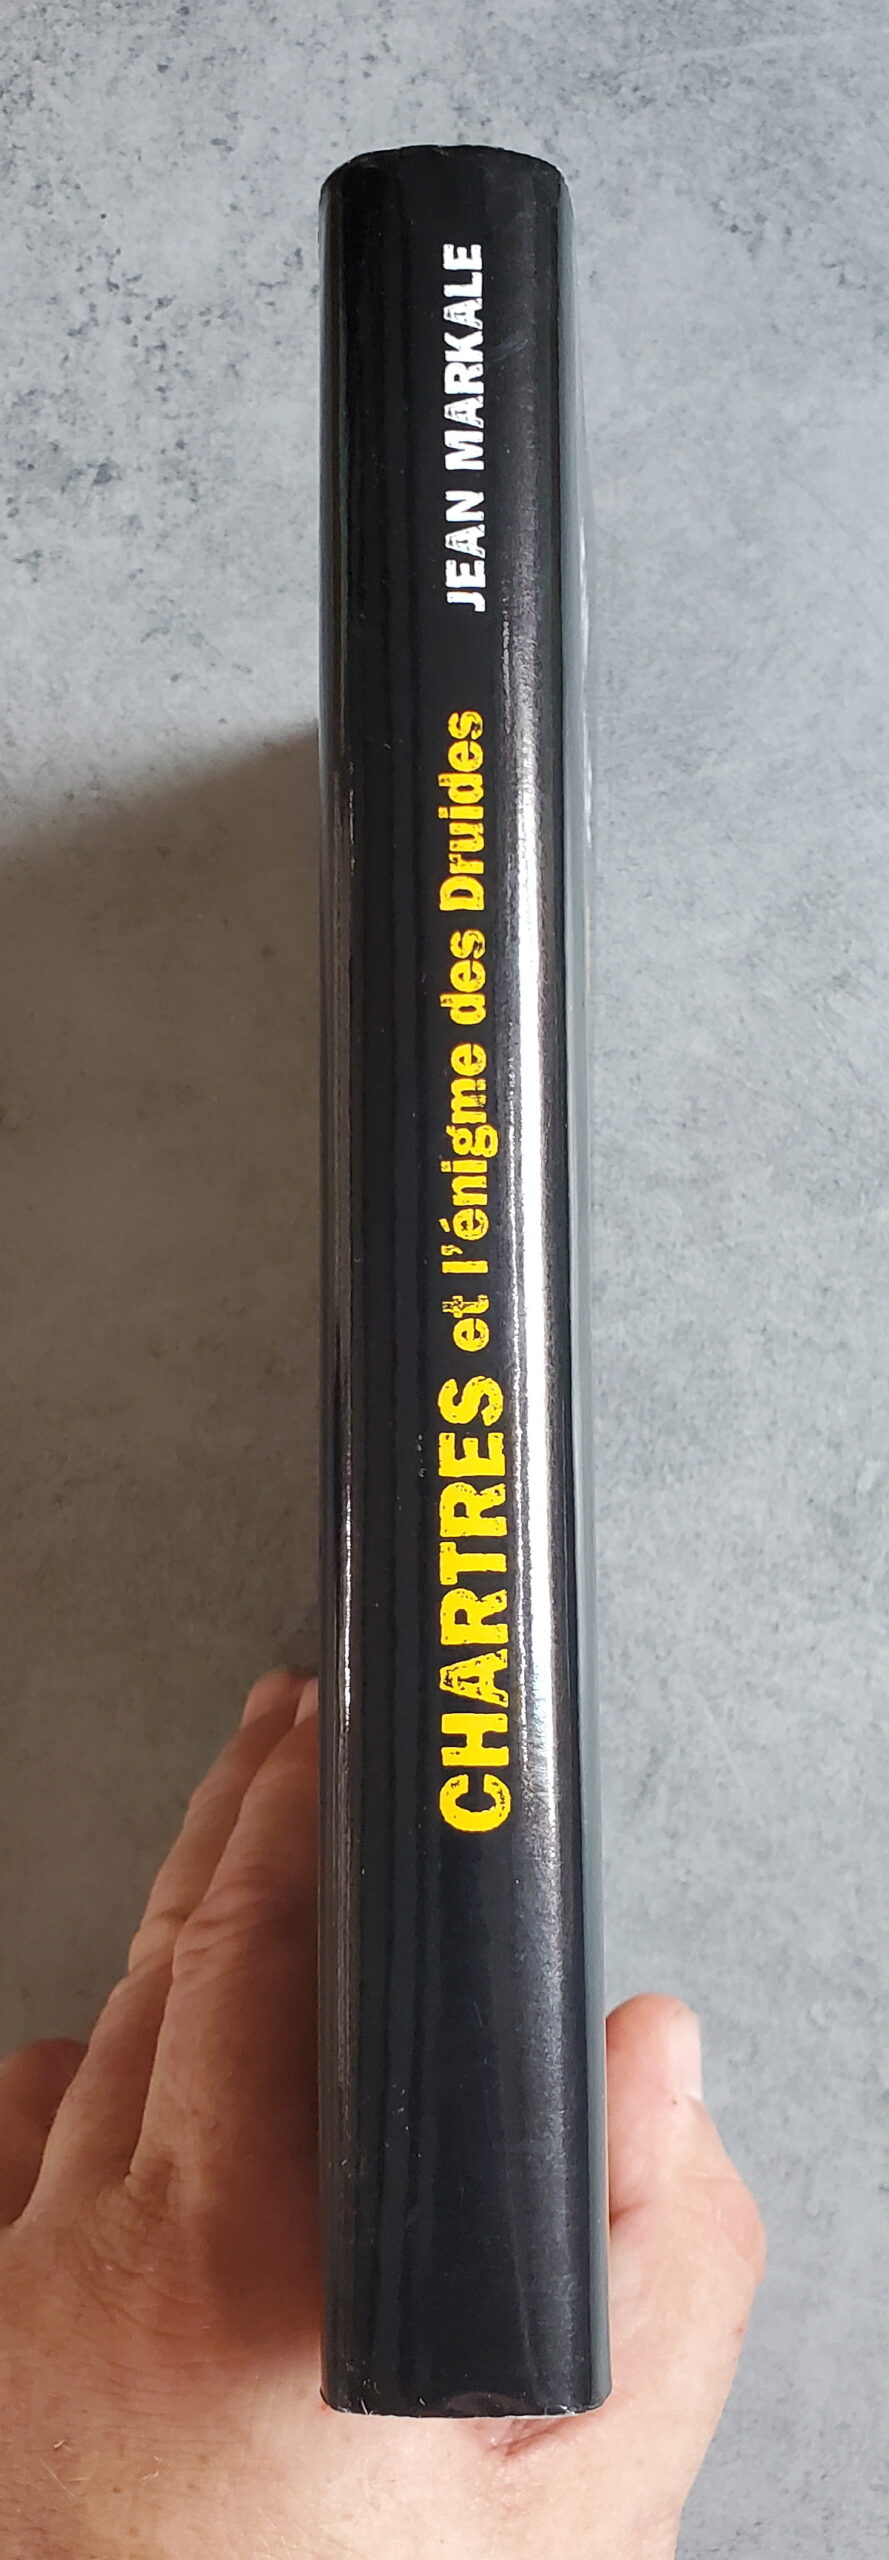 CHARTRES et l'énigme des Druides
JEAN MARKALE